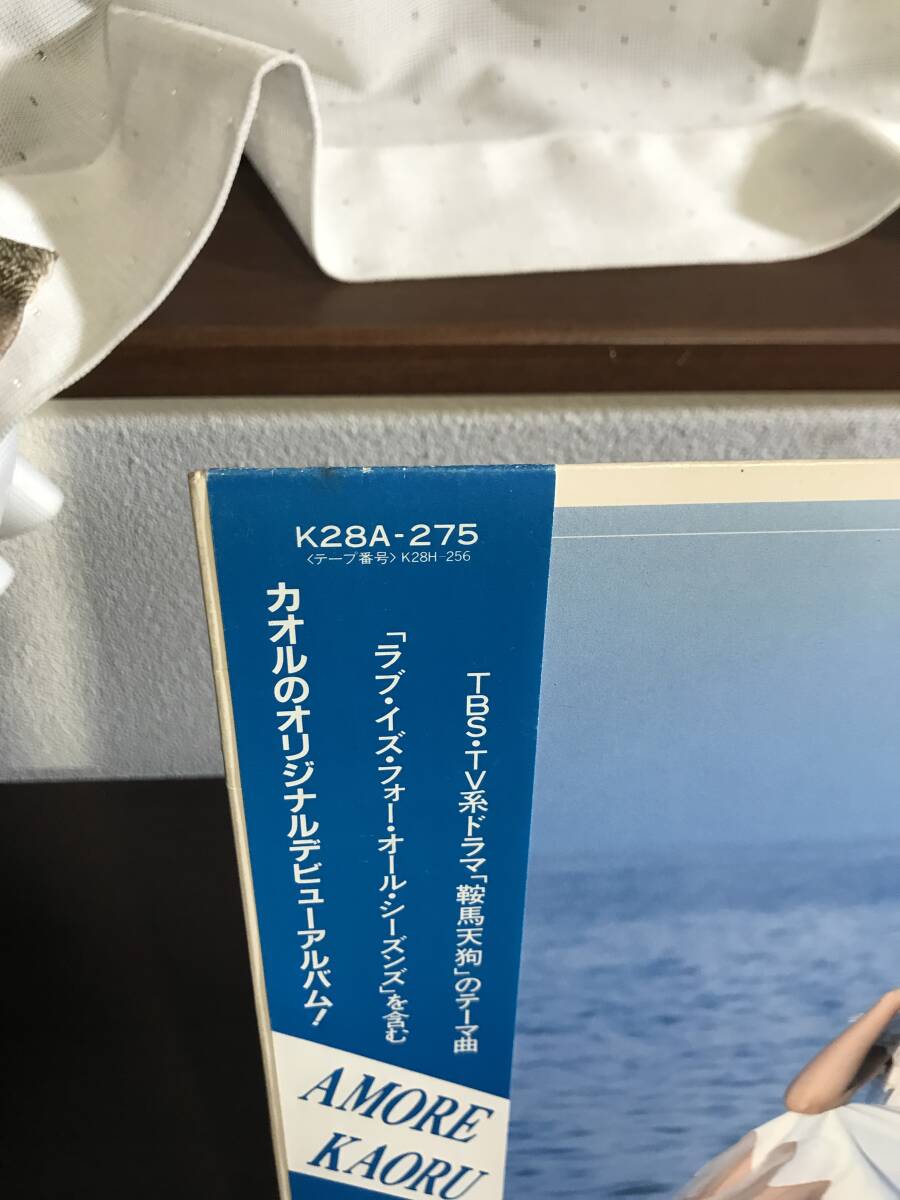 K28A-275
〈テープ番号〉K28H-256
TBS・TV系ドラマ「鞍馬天狗」のテーマ曲
「ラブ・イズ・フォー・オール・シーズンズ」を含む
カオルのオリジナルデビューアルバム！
AMORE
KAORU